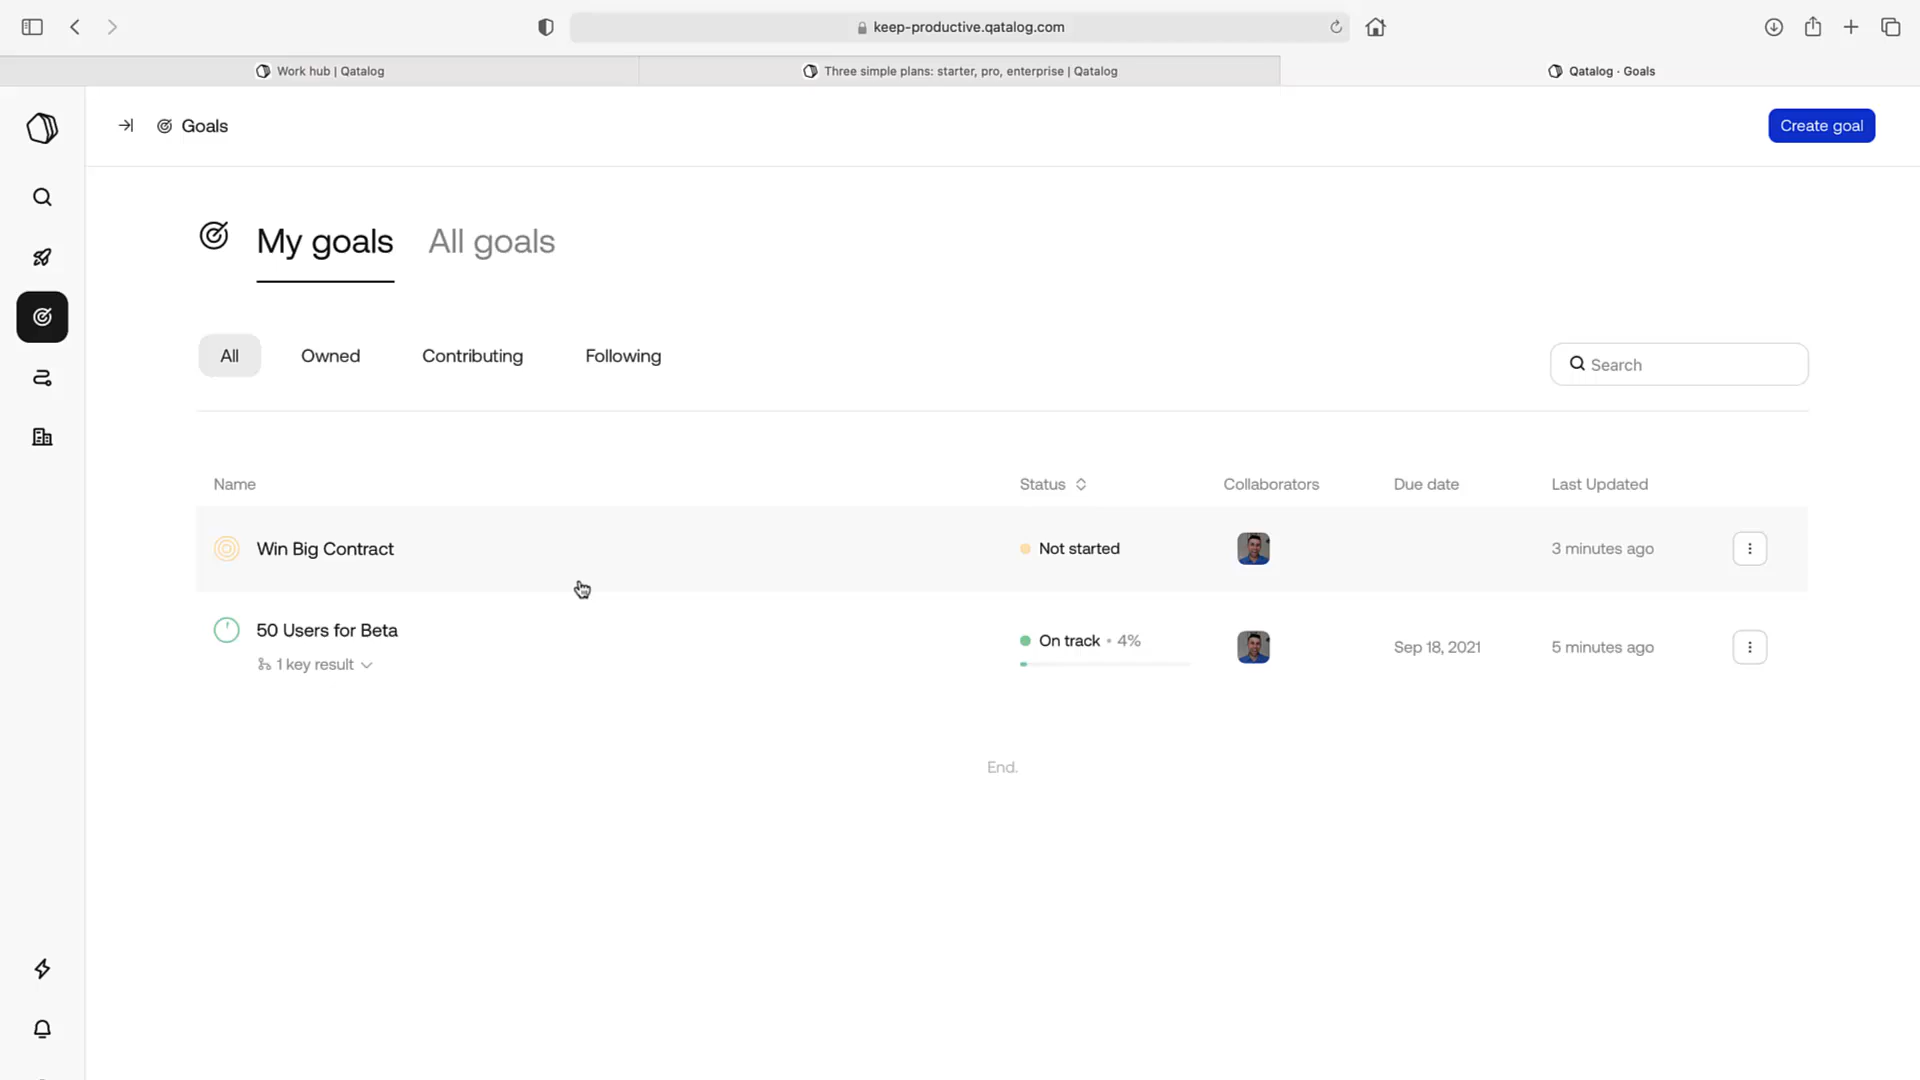 keep-productive.qatalog.com
Work hub | Qatalog
Three simple plans: starter, pro, enterprise | Qatalog
Qatalog · Goals
Goals
Create goal
My goals
All goals
All
Owned
Contributing
Following
Search
Name
Status
Collaborators
Due date
Last Updated
Win Big Contract
Not started
3 minutes ago
50 Users for Beta
1 key result
On track • 4%
Sep 18, 2021
5 minutes ago
End.